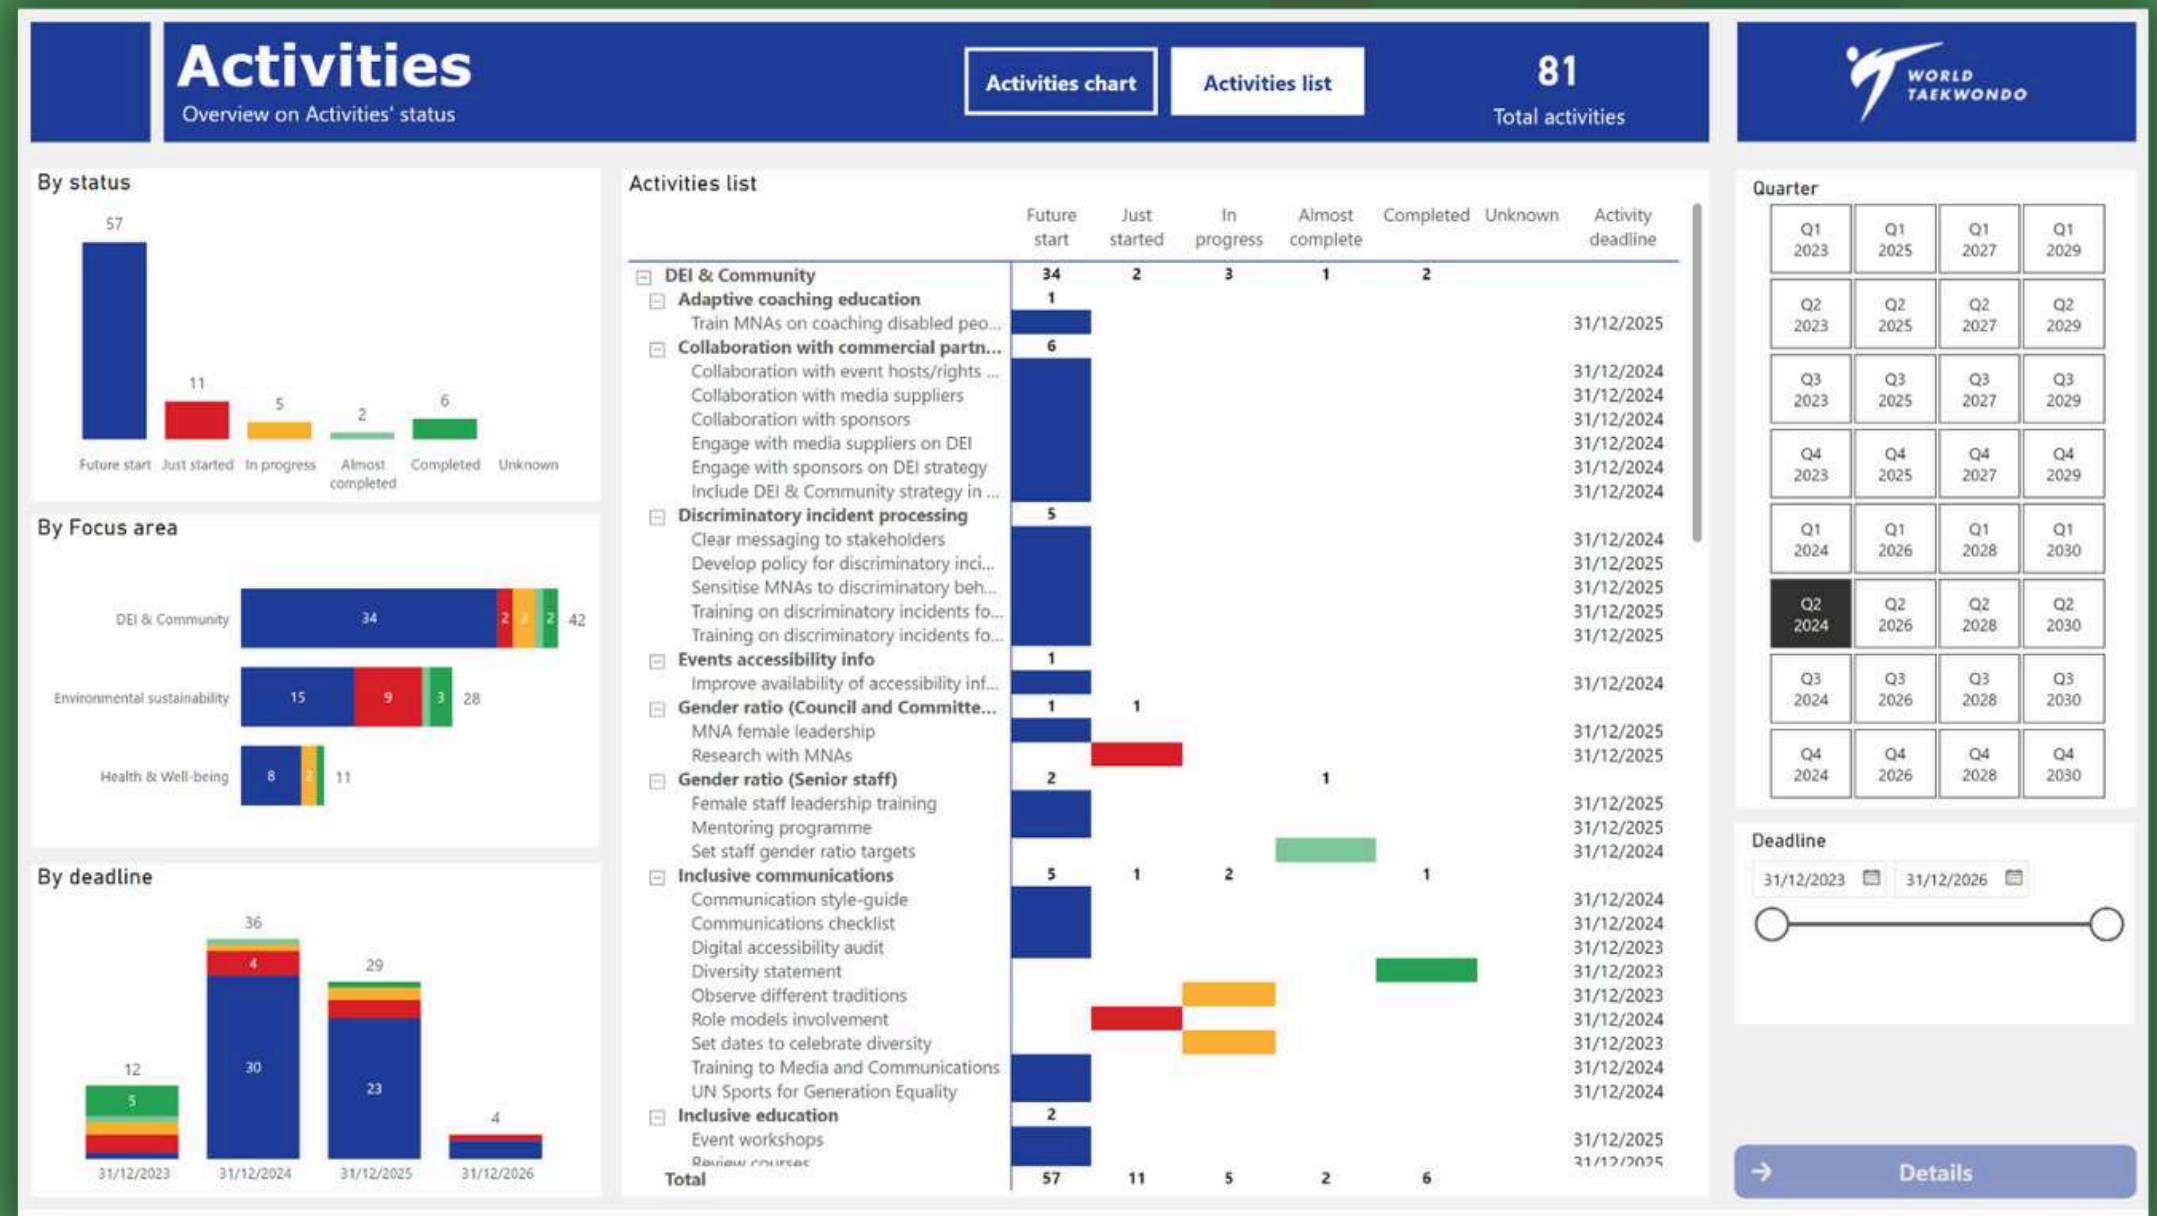 Activities
Overview on Activities' status
Activities chart
Activities list
81
Total activities
WORLD
TAEKWONDO
By status
57
11
5
2
6
Future start Just started In progress Almost completed Completed Unknown
By Focus area
DEI & Community 34 2 3 2 42
Environmental sustainability 15 9 3 28
Health & Well-being 8 2 11
By deadline
12
5
36
4
30
29
23
4
31/12/2023 31/12/2024 31/12/2025 31/12/2026
Activities list
Future start Just started In progress Almost complete Completed Unknown Activity deadline
DEI & Community 34 2 3 1 2
Adaptive coaching education 1
Train MNAs on coaching disabled peo... 31/12/2025
Collaboration with commercial partn... 6
Collaboration with event hosts/rights ... 31/12/2024
Collaboration with media suppliers 31/12/2024
Collaboration with sponsors 31/12/2024
Engage with media suppliers on DEI 31/12/2024
Engage with sponsors on DEI strategy 31/12/2024
Include DEI & Community strategy in ... 31/12/2024
Discriminatory incident processing 5
Clear messaging to stakeholders 31/12/2024
Develop policy for discriminatory inci... 31/12/2025
Sensitise MNAs to discriminatory beh... 31/12/2025
Training on discriminatory incidents fo... 31/12/2025
Training on discriminatory incidents fo... 31/12/2025
Events accessibility info 1
Improve availability of accessibility inf... 31/12/2024
Gender ratio (Council and Committe... 1 1
MNA female leadership 31/12/2025
Research with MNAs 31/12/2025
Gender ratio (Senior staff) 2 1
Female staff leadership training 31/12/2025
Mentoring programme 31/12/2025
Set staff gender ratio targets 31/12/2024
Inclusive communications 5 1 2 1
Communication style-guide 31/12/2024
Communications checklist 31/12/2024
Digital accessibility audit 31/12/2023
Diversity statement 31/12/2023
Observe different traditions 31/12/2023
Role models involvement 31/12/2024
Set dates to celebrate diversity 31/12/2023
Training to Media and Communications 31/12/2024
UN Sports for Generation Equality 31/12/2024
Inclusive education 2
Event workshops 31/12/2025
Review courses 31/12/2025
Total 57 11 5 2 6
Quarter
Q1 2023 Q1 2025 Q1 2027 Q1 2029
Q2 2023 Q2 2025 Q2 2027 Q2 2029
Q3 2023 Q3 2025 Q3 2027 Q3 2029
Q4 2023 Q4 2025 Q4 2027 Q4 2029
Q1 2024 Q1 2026 Q1 2028 Q1 2030
Q2 2024 Q2 2026 Q2 2028 Q2 2030
Q3 2024 Q3 2026 Q3 2028 Q3 2030
Q4 2024 Q4 2026 Q4 2028 Q4 2030
Deadline
31/12/2023 31/12/2026
Details